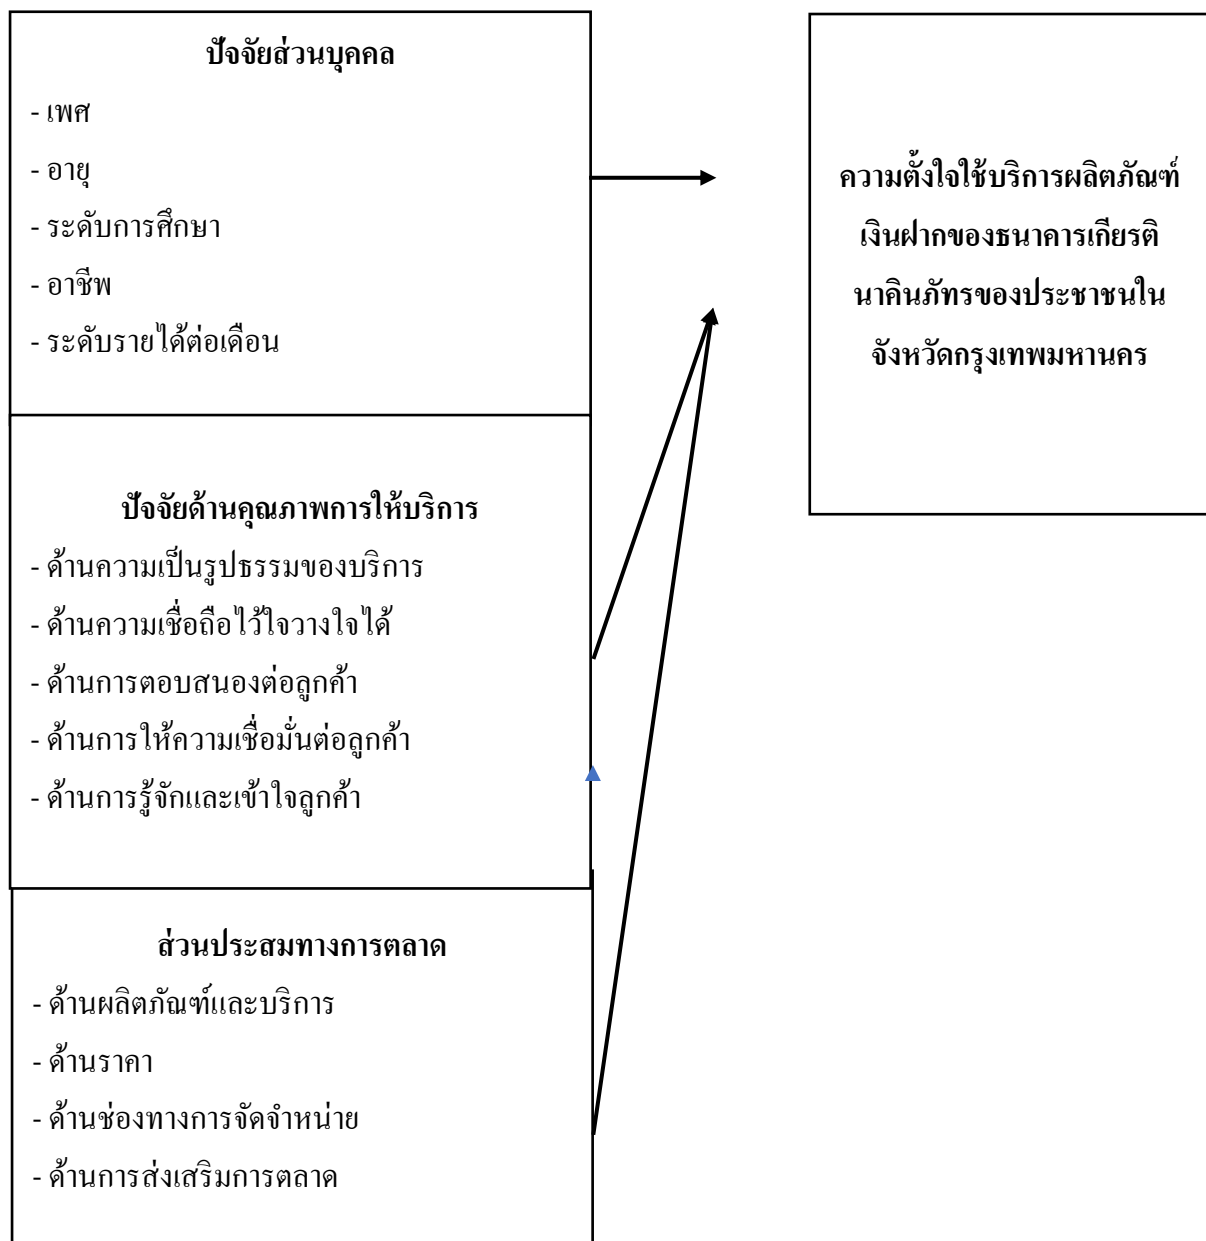 ปัจจัยส่วนบุคคล
- เพศ
- อายุ
- ระดับการศึกษา
- อาชีพ
- ระดับรายได้ต่อเดือน
ปัจจัยด้านคุณภาพการให้บริการ
- ด้านความเป็นรูปธรรมของบริการ
- ด้านความเชื่อถือไว้ใจวางใจได้
- ด้านการตอบสนองต่อลูกค้า
- ด้านการให้ความเชื่อมั่นต่อลูกค้า
- ด้านการรู้จักและเข้าใจลูกค้า
ส่วนประสมทางการตลาด
- ด้านผลิตภัณฑ์และบริการ
- ด้านราคา
- ด้านช่องทางการจัดจำหน่าย
- ด้านการส่งเสริมการตลาด
ความตั้งใจใช้บริการผลิตภัณฑ์
เงินฝากของธนาคารเกียรติ
นาคินภัทรของประชาชนใน
จังหวัดกรุงเทพมหานคร